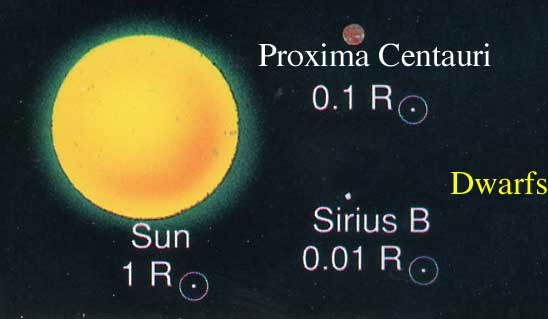 Proxima Centauri
0.1 R☉
Dwarfs
Sun
1 R☉
Sirius B
0.01 R☉